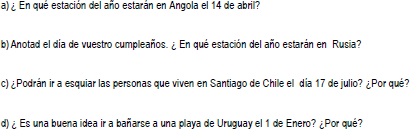 a) ¿ En qué estación del año estarán en Angola el 14 de abril?
b) Anotad el día de vuestro cumpleaños. ¿ En qué estación del año estarán en Rusia?
c) ¿Podrán ir a esquiar las personas que viven en Santiago de Chile el día 17 de julio? ¿Por qué?
d) ¿ Es una buena idea ir a bañarse a una playa de Uruguay el 1 de Enero? ¿Por qué?